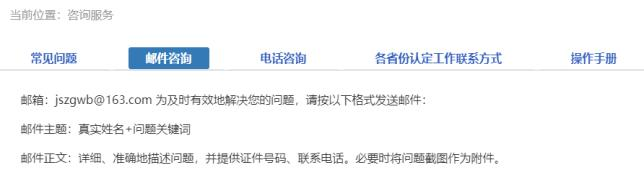 当前位置：咨询服务
常见问题 邮件咨询 电话咨询 各省份认定工作联系方式 操作手册
邮箱：jszgwb@163.com 为及时有效地解决您的问题，请按以下格式发送邮件：
邮件主题：真实姓名+问题关键词
邮件正文：详细、准确地描述问题，并提供证件号码、联系电话。必要时将问题截图作为附件。